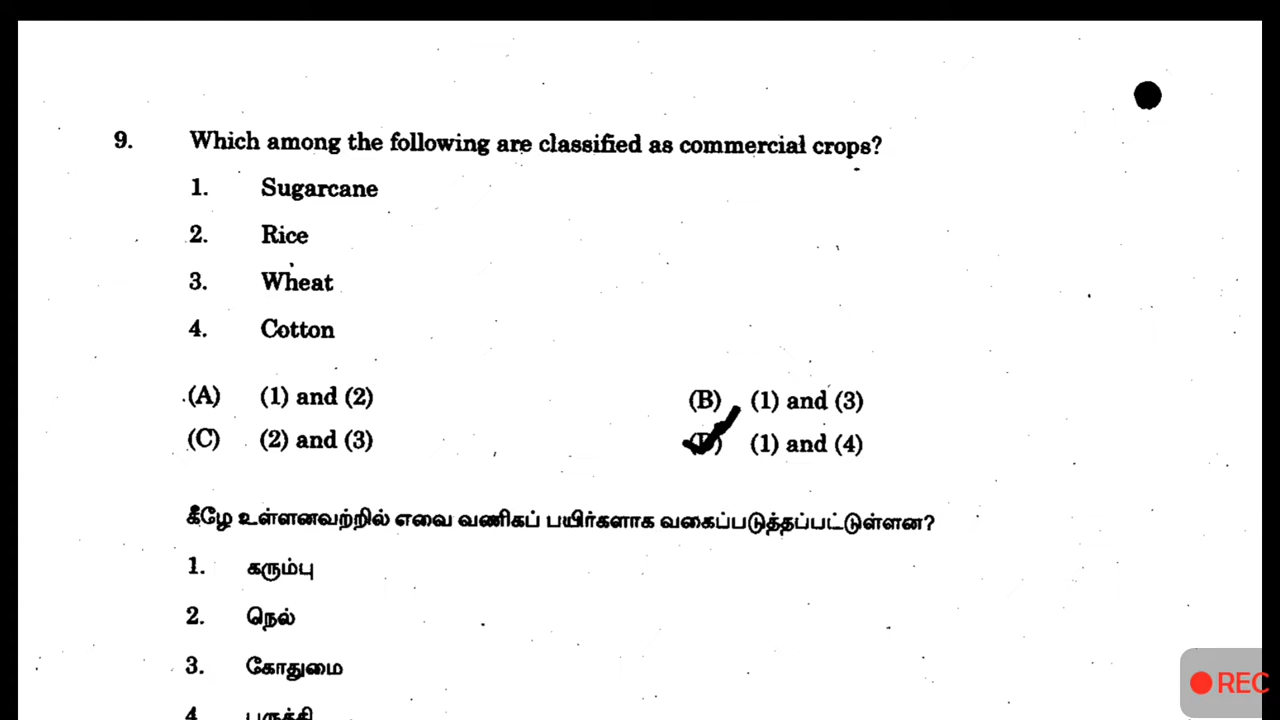 9. Which among the following are classified as commercial crops?
1. Sugarcane
2. Rice
3. Wheat
4. Cotton
(A) (1) and (2) (B) (1) and (3)
(C) (2) and (3) (1) and (4)
கீழே உள்ளனவற்றில் எவை வணிகப் பயிர்களாக வகைப்படுத்தப்பட்டுள்ளன?
1. கரும்பு
2. நெல்
3. கோதுமை
4. பருத்தி
REC